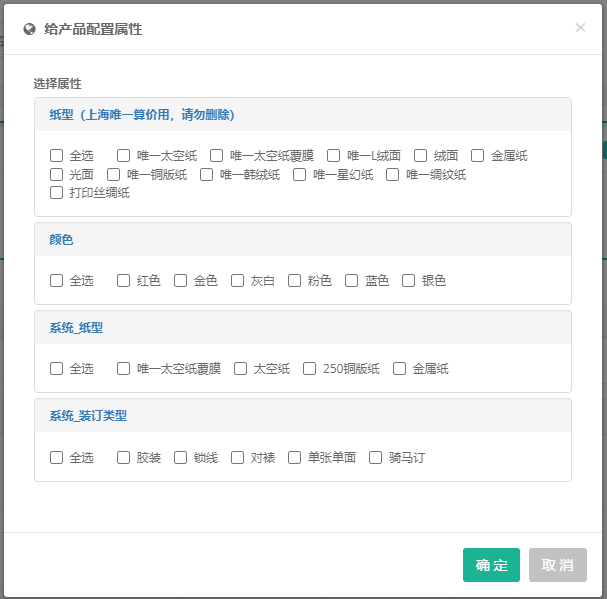 给产品配置属性
×
选择属性
纸型（上海唯一算价用，请勿删除）
全选 唯一太空纸 唯一太空纸覆膜 唯一L绒面 绒面 金属纸
光面 唯一铜版纸 唯一韩绒纸 唯一星幻纸 唯一绸纹纸
打印丝绸纸
颜色
全选 红色 金色 灰白 粉色 蓝色 银色
系统_纸型
全选 唯一太空纸覆膜 太空纸 250铜版纸 金属纸
系统_装订类型
全选 胶装 锁线 对裱 单张单面 骑马订
确定 取消